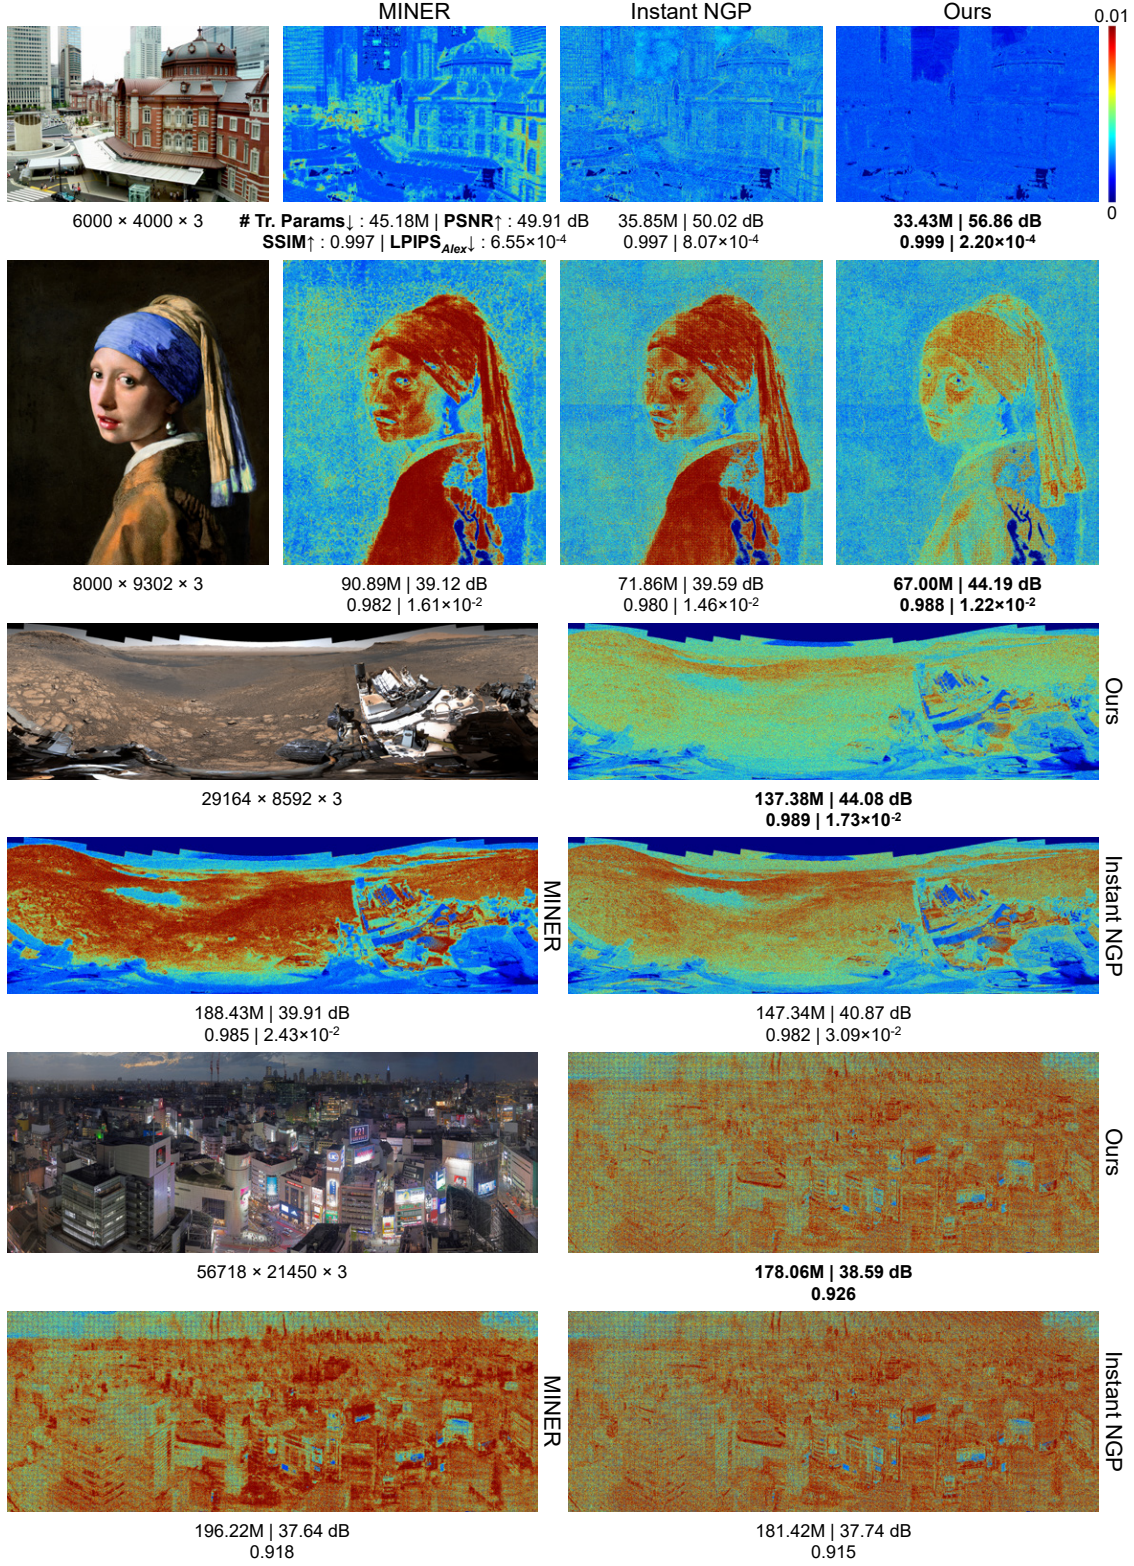 MINER Instant NGP Ours
0.01
0
6000 × 4000 × 3
# Tr. Params↓ : 45.18M | PSNR↑ : 49.91 dB
SSIM↑ : 0.997 | LPIPS_Alex↓ : 6.55×10⁻⁴
35.85M | 50.02 dB
0.997 | 8.07×10⁻⁴
33.43M | 56.86 dB
0.999 | 2.20×10⁻⁴
8000 × 9302 × 3
90.89M | 39.12 dB
0.982 | 1.61×10⁻²
71.86M | 39.59 dB
0.980 | 1.46×10⁻²
67.00M | 44.19 dB
0.988 | 1.22×10⁻²
Ours
29164 × 8592 × 3
137.38M | 44.08 dB
0.989 | 1.73×10⁻²
MINER
Instant NGP
188.43M | 39.91 dB
0.985 | 2.43×10⁻²
147.34M | 40.87 dB
0.982 | 3.09×10⁻²
Ours
56718 × 21450 × 3
178.06M | 38.59 dB
0.926
MINER
Instant NGP
196.22M | 37.64 dB
0.918
181.42M | 37.74 dB
0.915